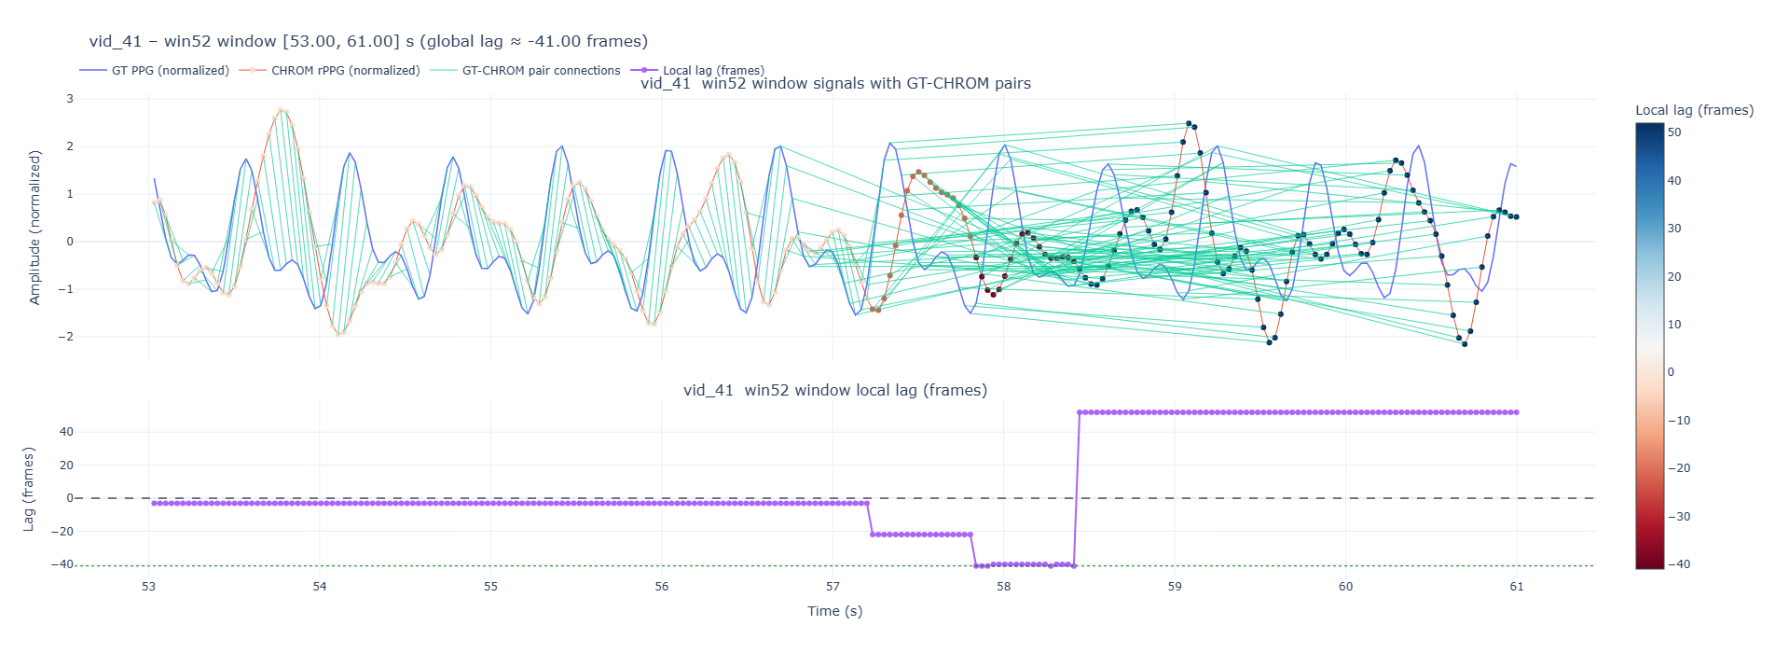 vid_41 – win52 window [53.00, 61.00] s (global lag ≈ -41.00 frames)
GT PPG (normalized) CHROM rPPG (normalized) GT-CHROM pair connections Local lag (frames)
vid_41 win52 window signals with GT-CHROM pairs
Local lag (frames)
Amplitude (normalized)
3
2
1
0
−1
−2
50
40
30
20
10
0
−10
−20
−30
−40
vid_41 win52 window local lag (frames)
Lag (frames)
40
20
0
−20
−40
53 54 55 56 57 58 59 60 61
Time (s)